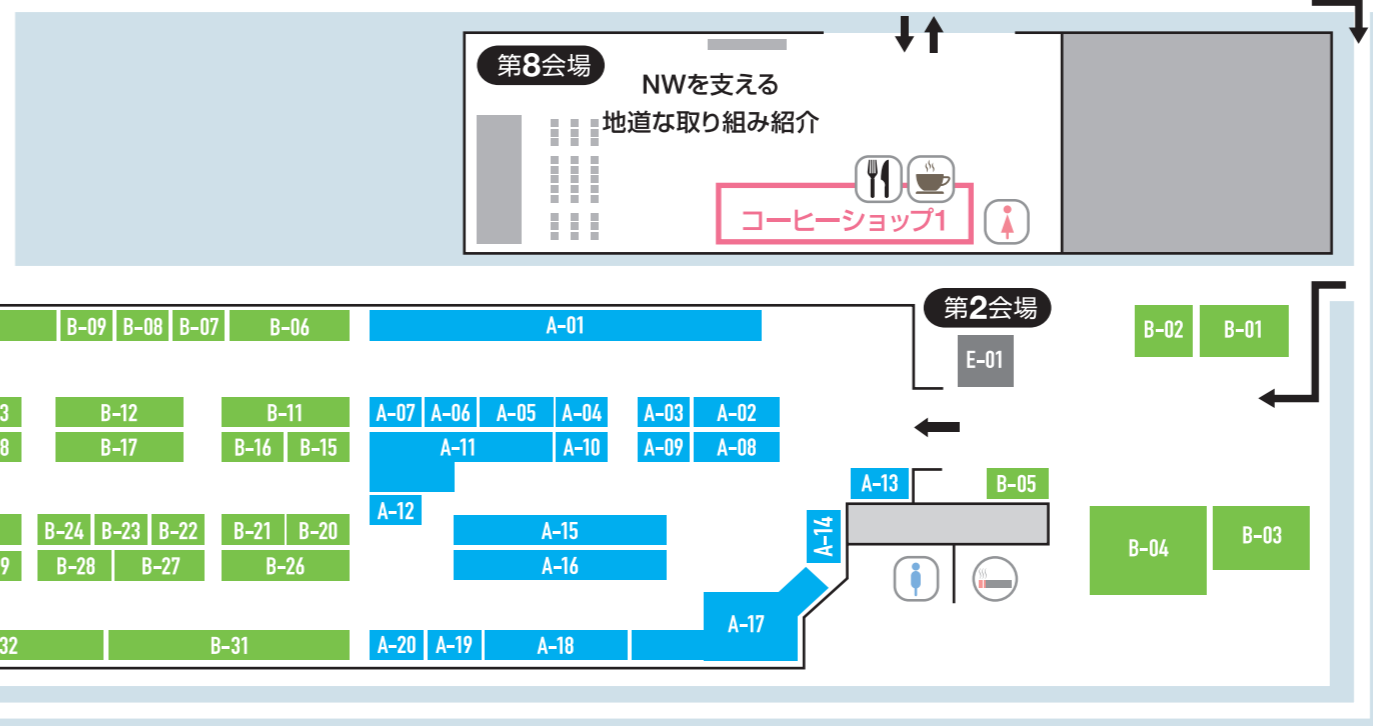 第8会場
NWを支える
地道な取り組み紹介
コーヒーショップ1
第2会場
B-09 B-08 B-07 B-06 A-01 B-02 B-01
E-01
3 B-12 B-11 A-07 A-06 A-05 A-04 A-03 A-02
8 B-17 B-16 B-15 A-11 A-10 A-09 A-08
A-13 B-05
A-12
B-24 B-23 B-22 B-21 B-20 A-15 A-14 B-04 B-03
9 B-28 B-27 B-26 A-16
A-17
32 B-31 A-20 A-19 A-18